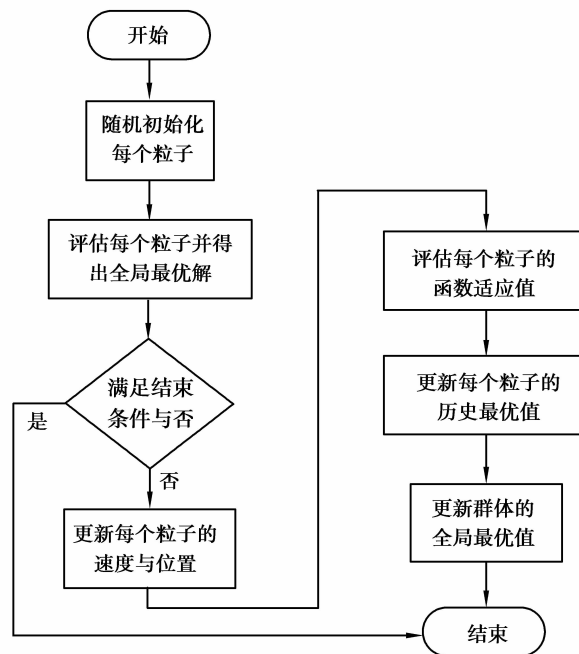 开始
随机初始化
每个粒子
评估每个粒子并得
出全局最优解
满足结束
条件与否
是
否
更新每个粒子的
速度与位置
评估每个粒子的
函数适应值
更新每个粒子的
历史最优值
更新群体的
全局最优值
结束